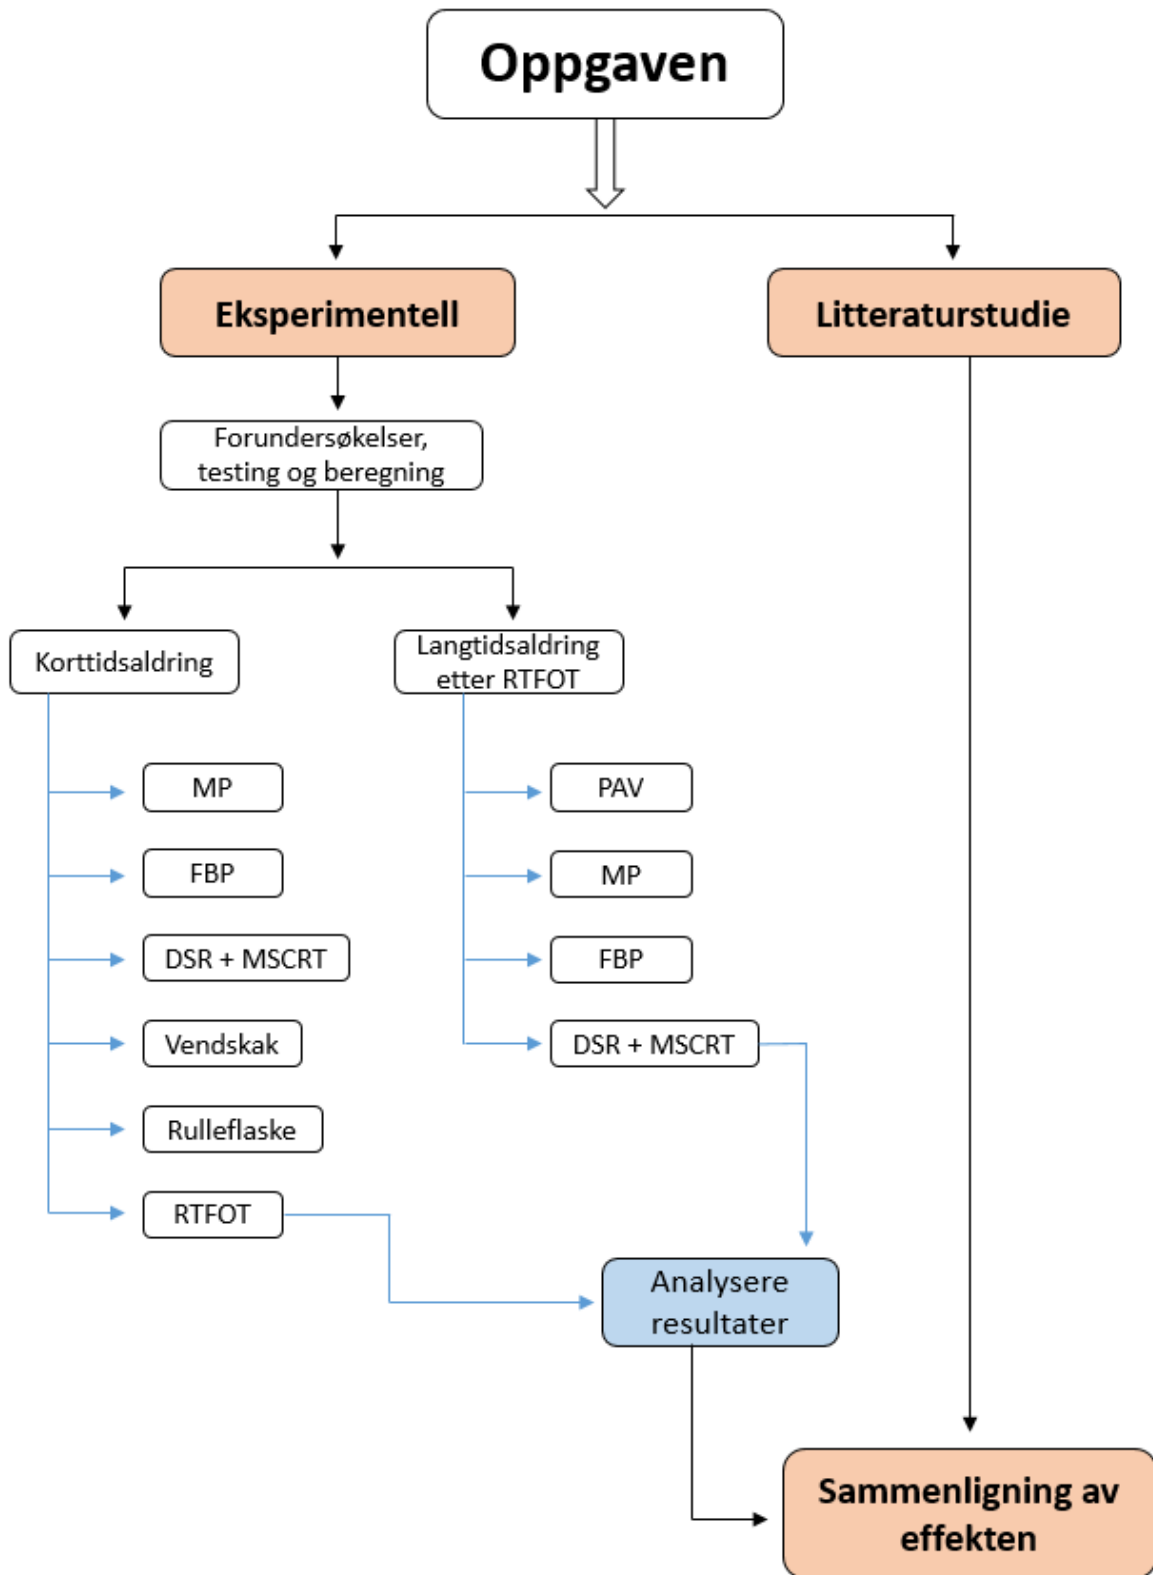 Oppgaven
Eksperimentell
Litteraturstudie
Forundersøkelser,
testing og beregning
Korttidsaldring
Langtidsaldring
etter RTFOT
MP
FBP
DSR + MSCRT
Vendskak
Rulleflaske
RTFOT
PAV
MP
FBP
DSR + MSCRT
Analysere
resultater
Sammenligning av
effekten